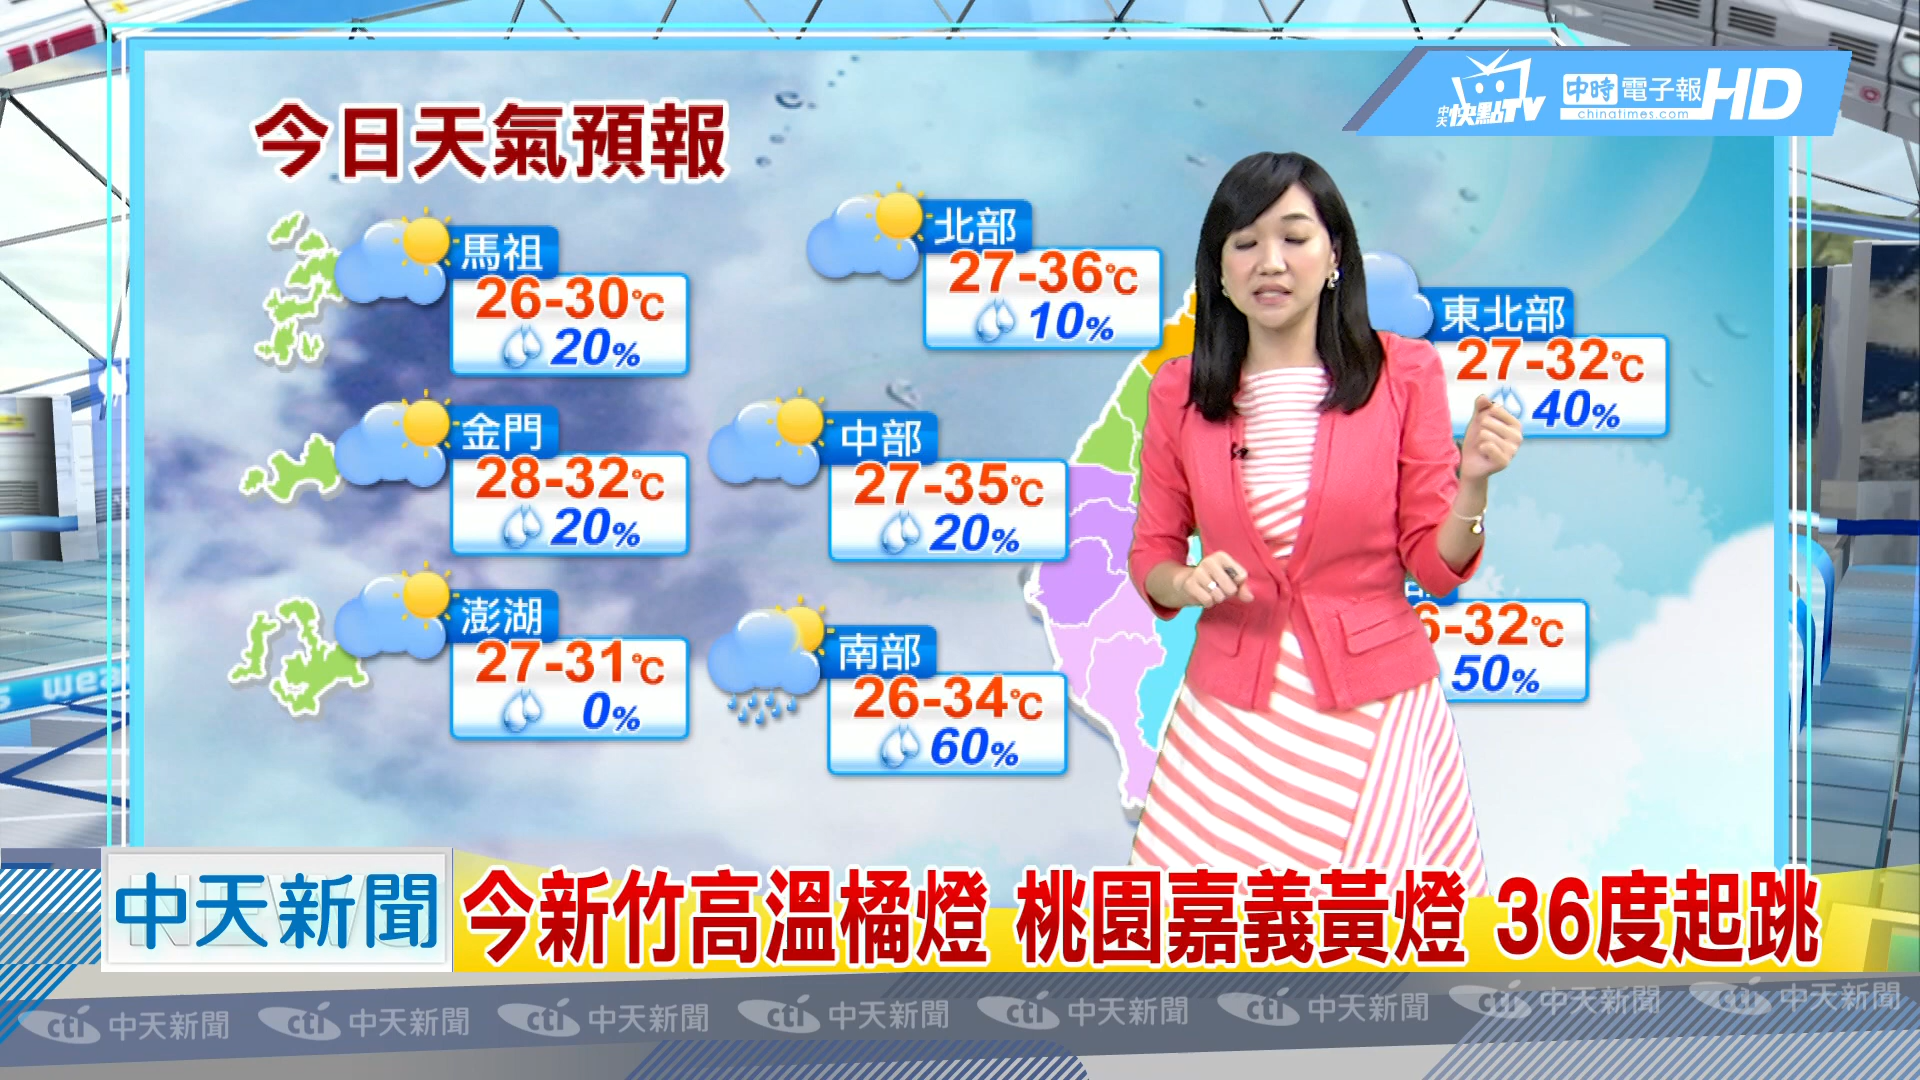 中天快點TV 中時電子報HD
chinatimes.com
今日天氣預報
馬祖
26-30℃
20%
金門
28-32℃
20%
澎湖
27-31℃
0%
北部
27-36℃
10%
中部
27-35℃
20%
南部
26-34℃
60%
東北部
27-32℃
40%
部
6-32℃
50%
wea
中天新聞
NEWS
今新竹高溫橘燈 桃園嘉義黃燈 36度起跳
cti 中天新聞 cti 中天新聞 cti 中天新聞 cti 中天新聞 cti 中天新聞 cti 中天新聞 cti 中天新聞 cti 中天新聞